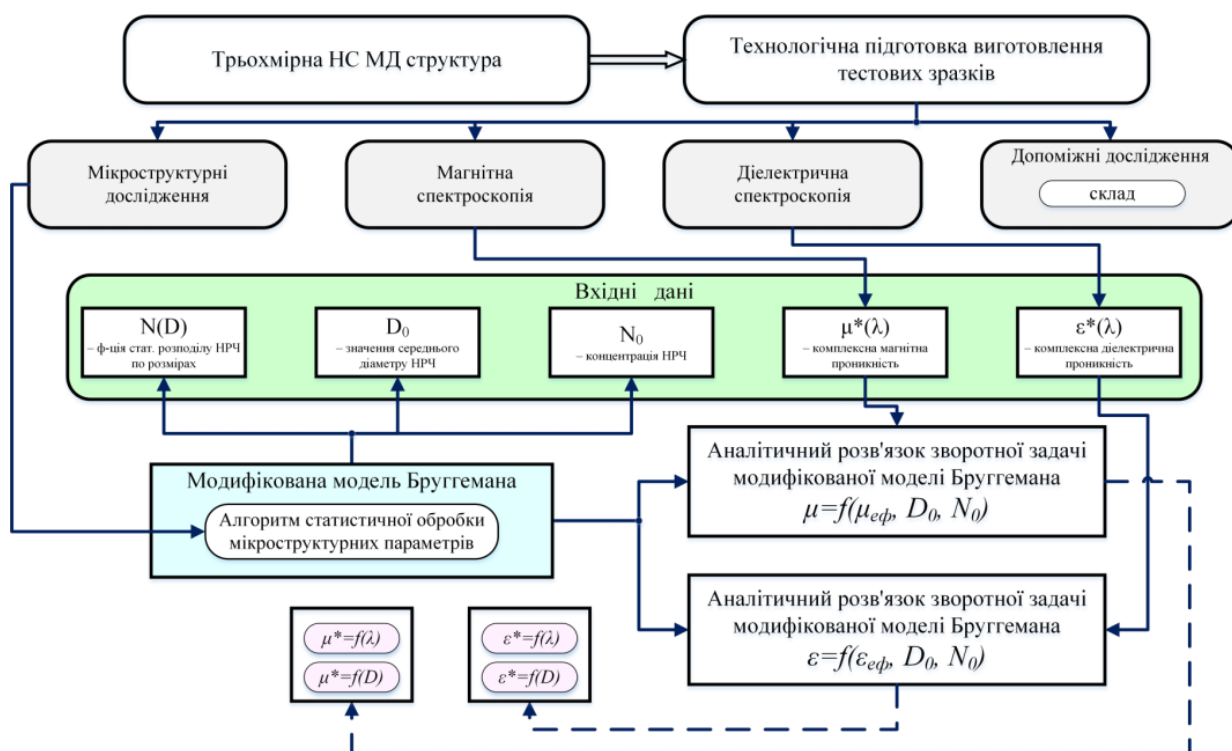 Трьохмірна НС МД структура
Технологічна підготовка виготовлення
тестових зразків
Мікроструктурні
дослідження
Магнітна
спектроскопія
Діелектрична
спектроскопія
Допоміжні дослідження
склад
Вхідні дані
N(D)
– ф-ція стат. розподілу НРЧ
по розмірах
D₀
– значення середнього
діаметру НРЧ
N₀
– концентрація НРЧ
μ*(λ)
– комплексна магнітна
проникність
ε*(λ)
– комплексна діелектрична
проникність
Модифікована модель Бруггемана
Алгоритм статистичної обробки
мікроструктурних параметрів
Аналітичний розв'язок зворотної задачі
модифікованої моделі Бруггемана
μ=f(μеф, D₀, N₀)
Аналітичний розв'язок зворотної задачі
модифікованої моделі Бруггемана
ε=f(εеф, D₀, N₀)
μ*=f(λ)
μ*=f(D)
ε*=f(λ)
ε*=f(D)